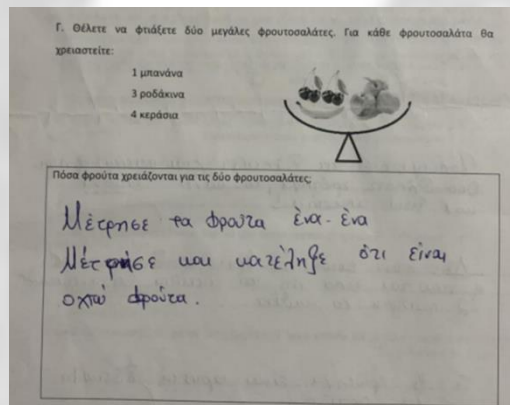 Γ. Θέλετε να φτιάξετε δύο μεγάλες φρουτοσαλάτες. Για κάθε φρουτοσαλάτα θα
χρειαστείτε:
1 μπανάνα
3 ροδάκινα
4 κεράσια
Πόσα φρούτα χρειάζονται για τις δύο φρουτοσαλάτες;
Μέτρησε τα φρούτα ένα-ένα
Μέτρησε και κατέληξε ότι είναι
οχτώ φρούτα.